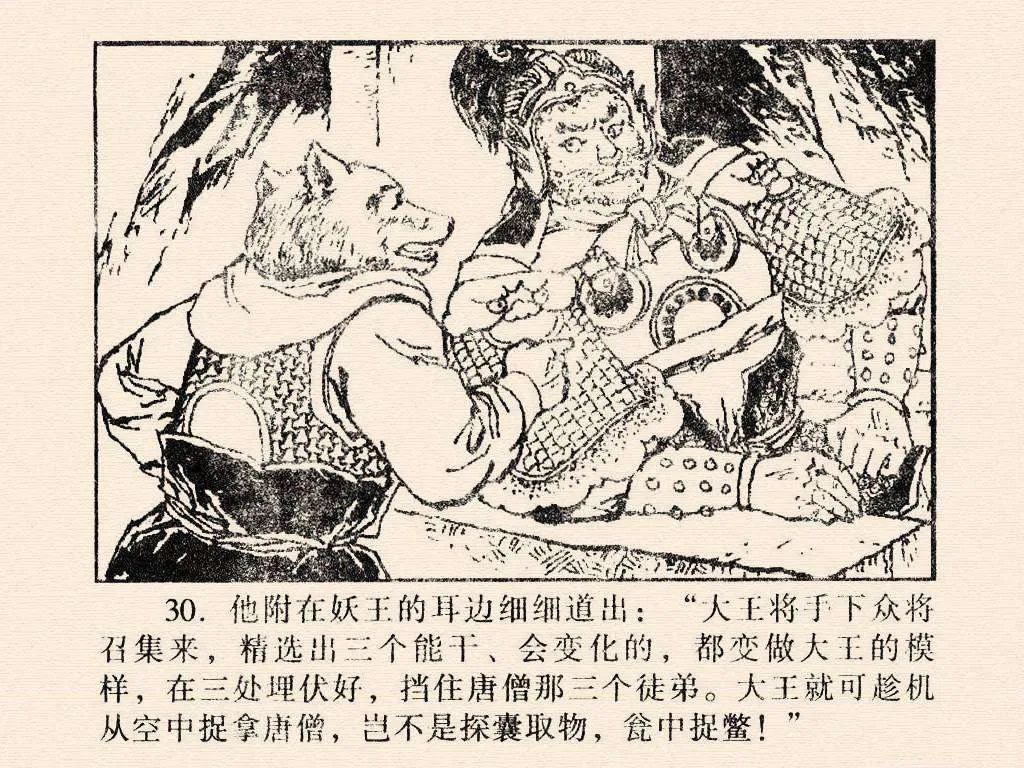 30. 他附在妖王的耳边细细道出：“大王将手下众将
召集来，精选出三个能干、会变化的，都变做大王的模
样，在三处埋伏好，挡住唐僧那三个徒弟。大王就可趁机
从空中捉拿唐僧，岂不是探囊取物，瓮中捉鳖！”